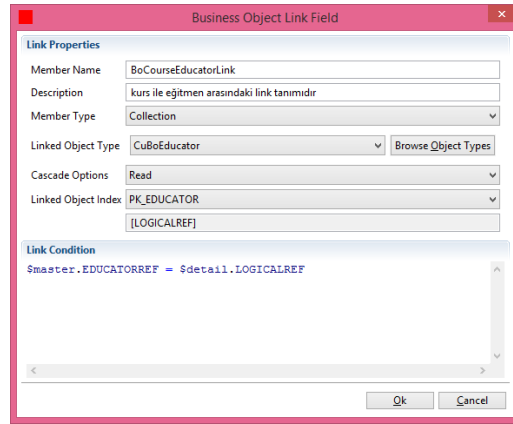 Business Object Link Field
×
Link Properties
Member Name BoCourseEducatorLink
Description kurs ile eğitmen arasındaki link tanımıdır
Member Type Collection
Linked Object Type CuBoEducator Browse Object Types
Cascade Options Read
Linked Object Index PK_EDUCATOR
[LOGICALREF]
Link Condition
$master.EDUCATORREF = $detail.LOGICALREF
Ok Cancel